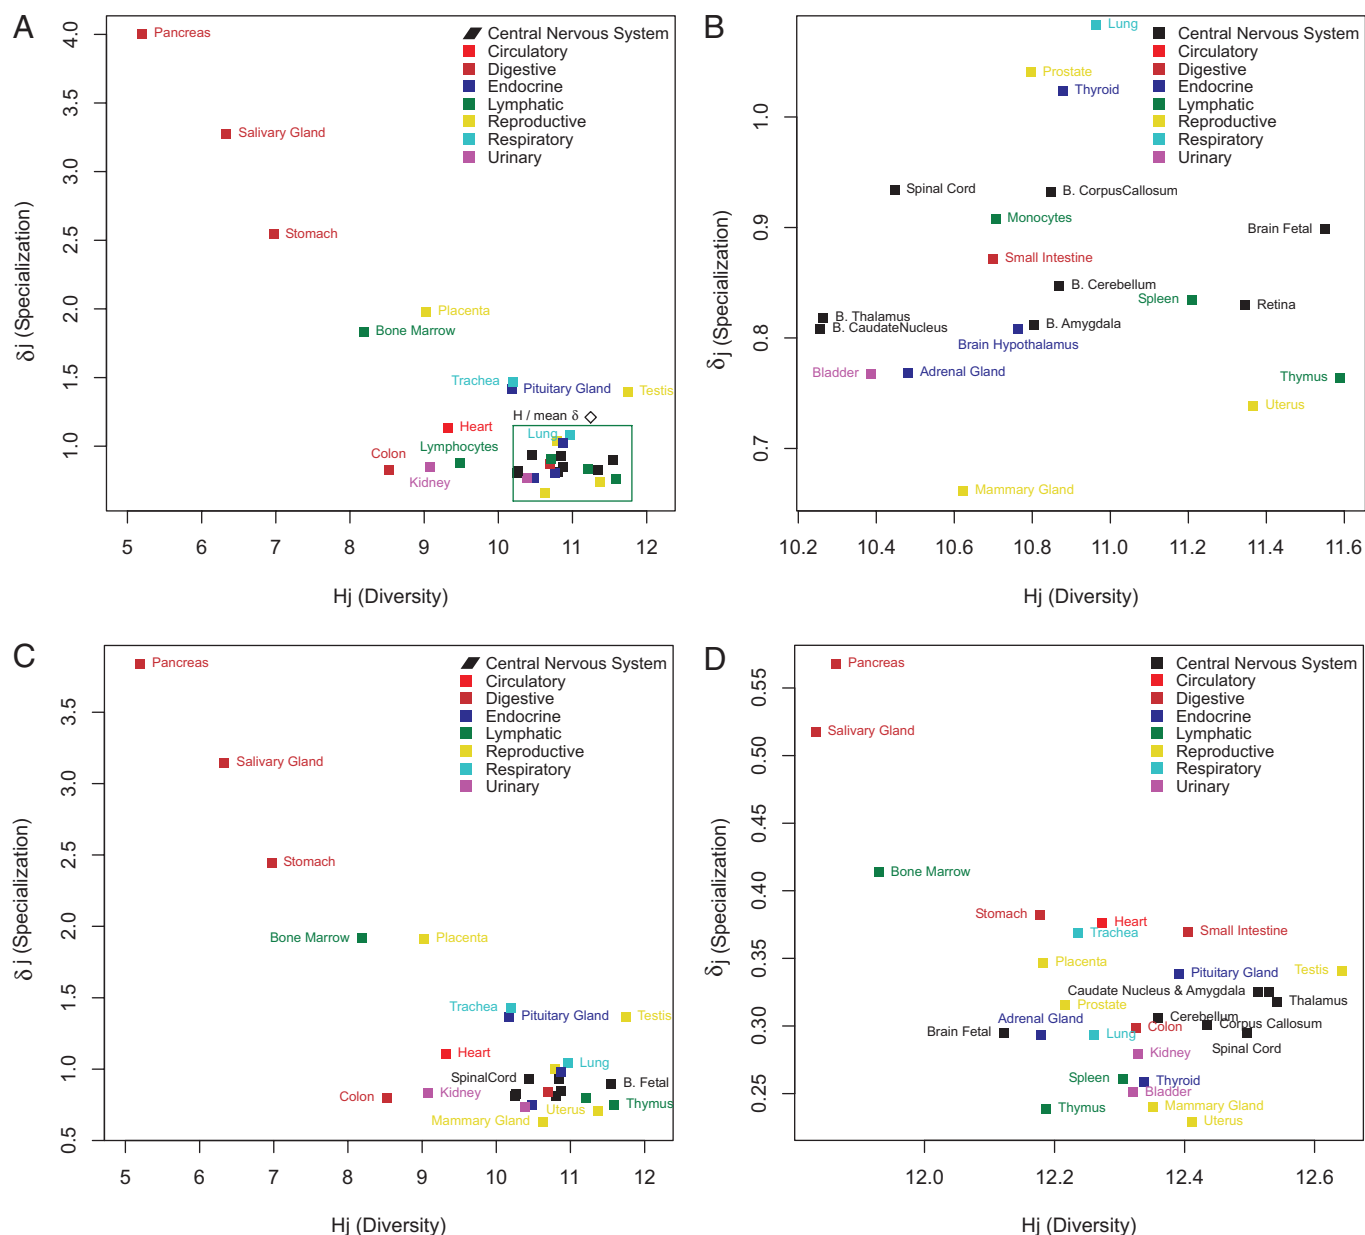 A
4.0
3.5
3.0
2.5
2.0
1.5
1.0
δj (Specialization)
Pancreas
Salivary Gland
Stomach
Placenta
Bone Marrow
Trachea
Pituitary Gland
Testis
H / mean δ
Heart
Lung
Lymphocytes
Colon
Kidney
Central Nervous System
Circulatory
Digestive
Endocrine
Lymphatic
Reproductive
Respiratory
Urinary
5 6 7 8 9 10 11 12
Hj (Diversity)
B
1.0
0.9
0.8
0.7
δj (Specialization)
Lung
Prostate
Thyroid
Spinal Cord
B. CorpusCallosum
Monocytes
Brain Fetal
Small Intestine
B. Cerebellum
Spleen
Retina
B. Thalamus
B. CaudateNucleus
B. Amygdala
Brain Hypothalamus
Bladder
Adrenal Gland
Thymus
Uterus
Mammary Gland
Central Nervous System
Circulatory
Digestive
Endocrine
Lymphatic
Reproductive
Respiratory
Urinary
10.2 10.4 10.6 10.8 11.0 11.2 11.4 11.6
Hj (Diversity)
C
3.5
3.0
2.5
2.0
1.5
1.0
0.5
δj (Specialization)
Pancreas
Salivary Gland
Stomach
Bone Marrow
Placenta
Trachea
Pituitary Gland
Testis
Heart
Lung
SpinalCord
B. Fetal
Colon
Kidney
Uterus
Thymus
Mammary Gland
Central Nervous System
Circulatory
Digestive
Endocrine
Lymphatic
Reproductive
Respiratory
Urinary
5 6 7 8 9 10 11 12
Hj (Diversity)
D
0.55
0.50
0.45
0.40
0.35
0.30
0.25
δj (Specialization)
Pancreas
Salivary Gland
Bone Marrow
Stomach
Heart
Trachea
Small Intestine
Placenta
Pituitary Gland
Testis
Caudate Nucleus & Amygdala
Thalamus
Prostate
Adrenal Gland
Cerebellum
Brain Fetal
Lung
Colon
Corpus Callosum
Spinal Cord
Kidney
Spleen
Thyroid
Bladder
Thymus
Mammary Gland
Uterus
Central Nervous System
Circulatory
Digestive
Endocrine
Lymphatic
Reproductive
Respiratory
Urinary
12.0 12.2 12.4 12.6
Hj (Diversity)